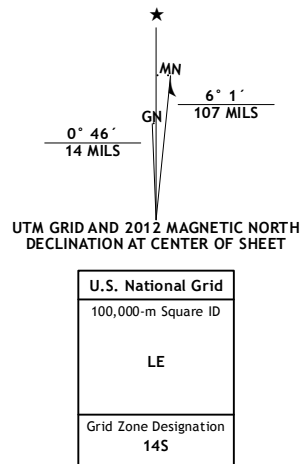 MN
GN
6° 1´
107 MILS
0° 46´
14 MILS
UTM GRID AND 2012 MAGNETIC NORTH
DECLINATION AT CENTER OF SHEET
U.S. National Grid
100,000-m Square ID
LE
Grid Zone Designation
14S